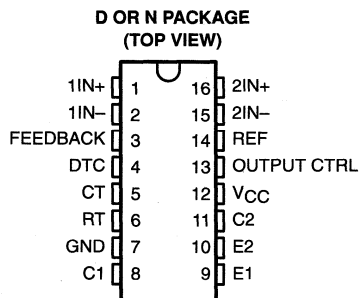 D OR N PACKAGE
(TOP VIEW)
1IN+ 1 16 2IN+
1IN– 2 15 2IN–
FEEDBACK 3 14 REF
DTC 4 13 OUTPUT CTRL
CT 5 12 VCC
RT 6 11 C2
GND 7 10 E2
C1 8 9 E1